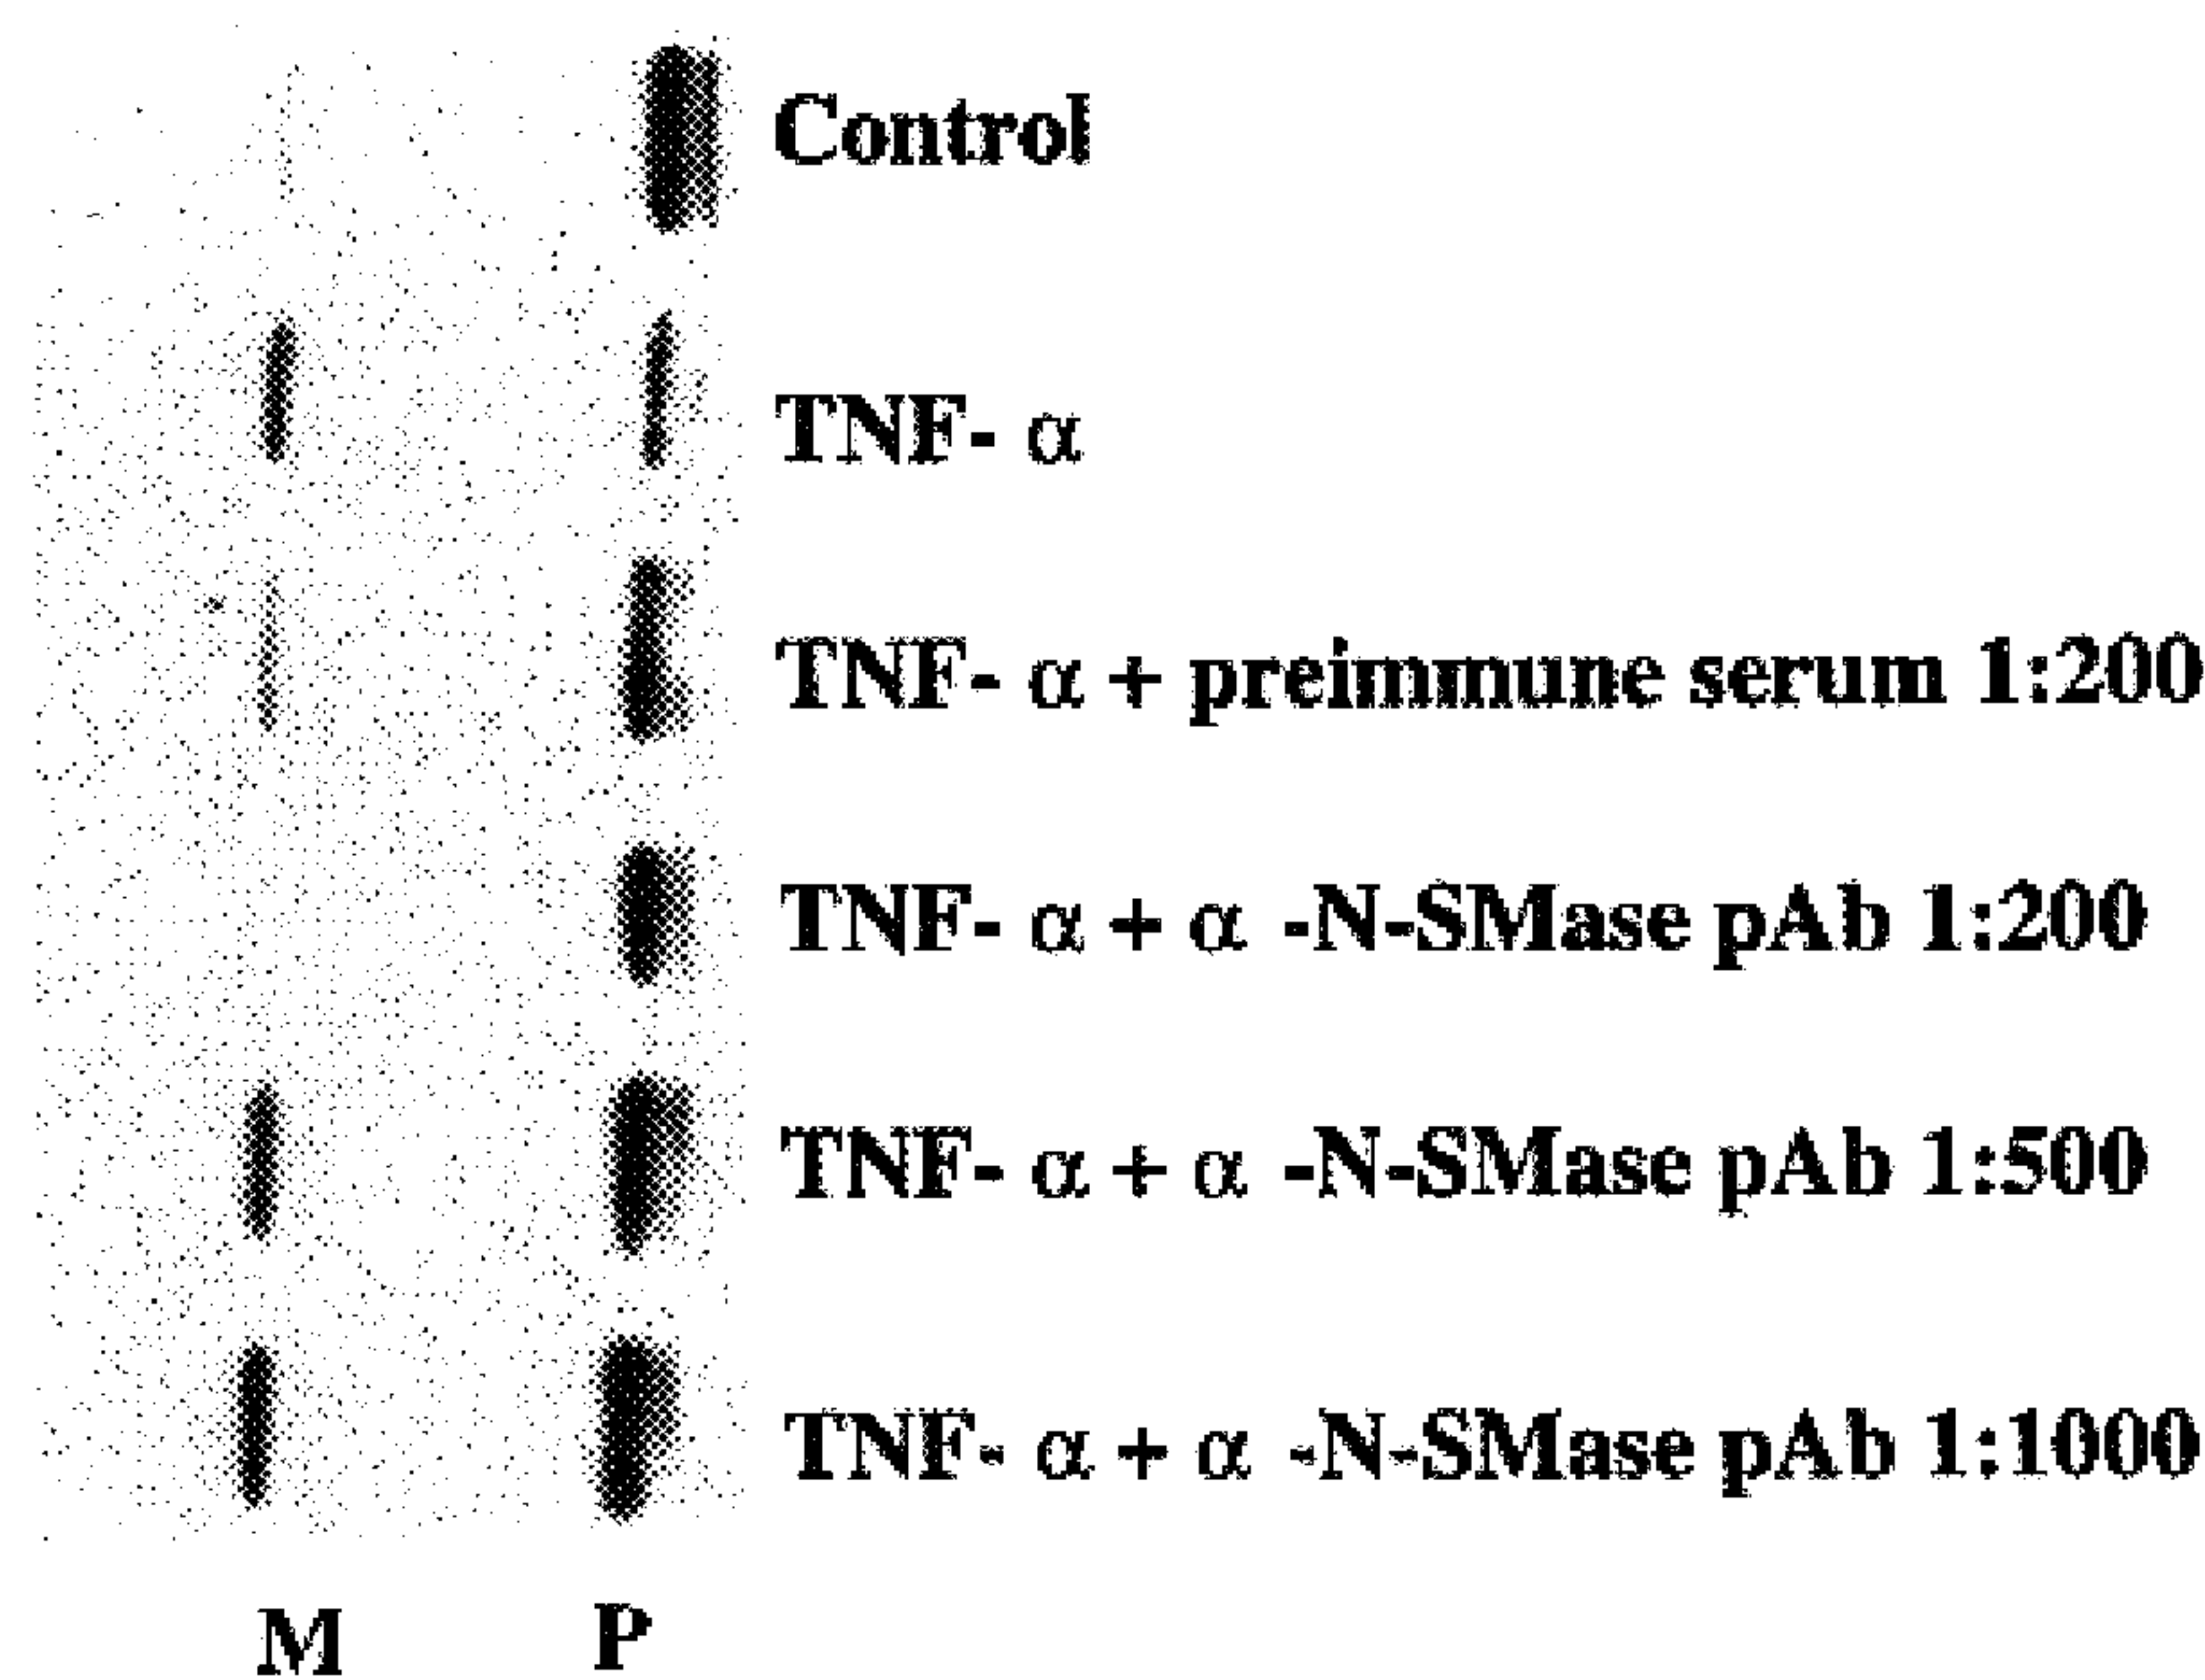 Control
TNF- α
TNF- α + preimmune serum 1:200
TNF- α + α -N-SMase pAb 1:200
TNF- α + α -N-SMase pAb 1:500
TNF- α + α -N-SMase pAb 1:1000
M P